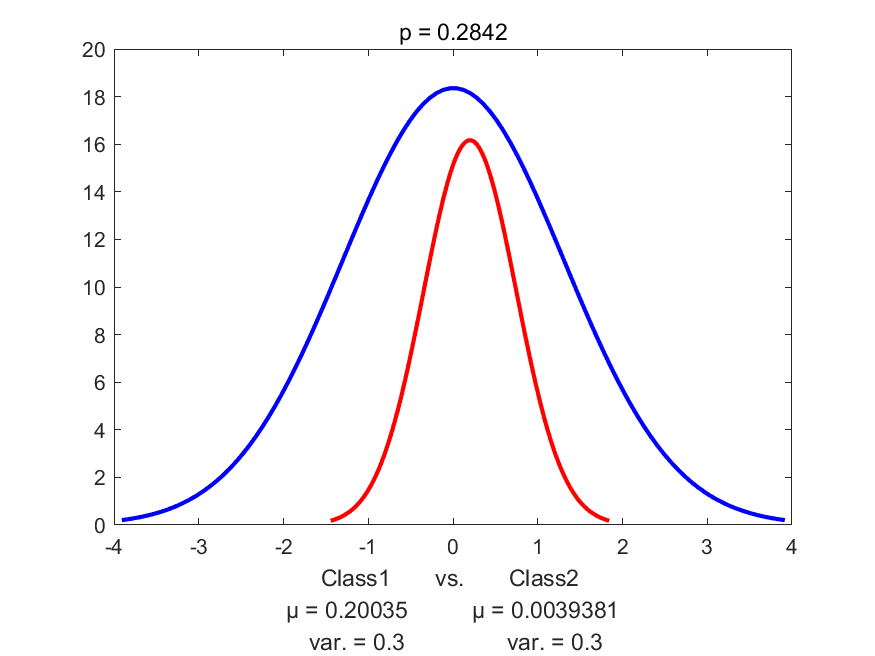 p = 0.2842
20
18
16
14
12
10
8
6
4
2
0
-4 -3 -2 -1 0 1 2 3 4
Class1 vs. Class2
μ = 0.20035 μ = 0.0039381
var. = 0.3 var. = 0.3